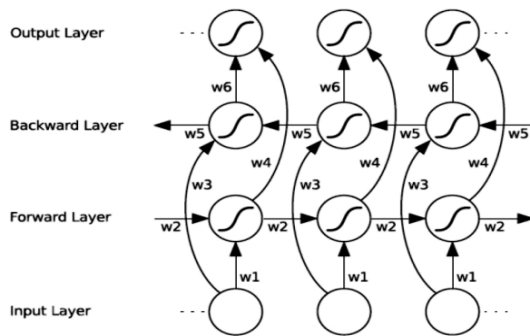 Output Layer
w6 w6 w6
Backward Layer
w5 w5 w5 w5
w3 w4 w3 w4 w3 w4
Forward Layer
w2 w2 w2 w2
w1 w1 w1
Input Layer